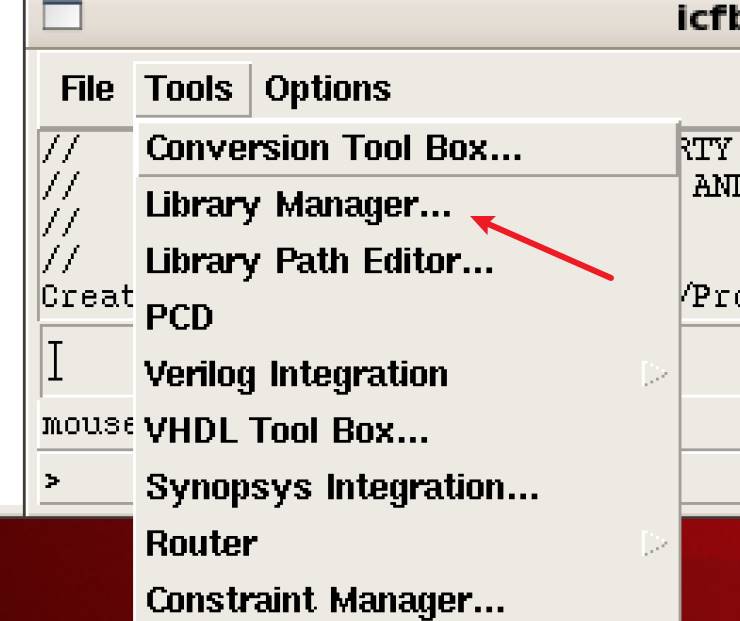 icfb
File Tools Options
// RTY
// AND
//
//
Creat /Pro
mouse
>
Conversion Tool Box...
Library Manager...
Library Path Editor...
PCD
Verilog Integration
VHDL Tool Box...
Synopsys Integration...
Router
Constraint Manager...